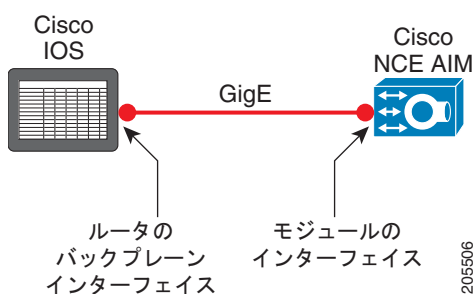 Cisco
IOS
Cisco
NCE AIM
GigE
ルータの
バックプレーン
インターフェイス
モジュールの
インターフェイス
205506